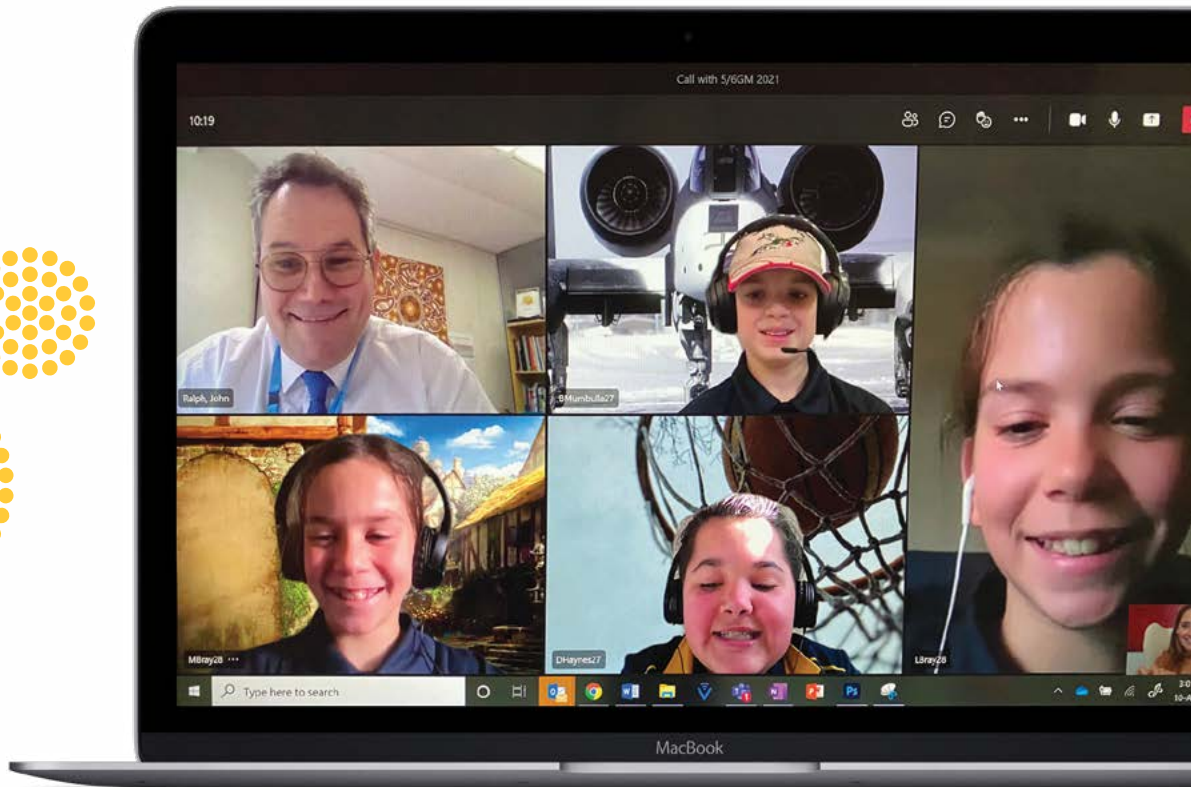 Call with 5/6GM 2021
10:19
Ralph, John
BMumbulla27
MBray28
DHaynes27
LBray28
Type here to search
MacBook